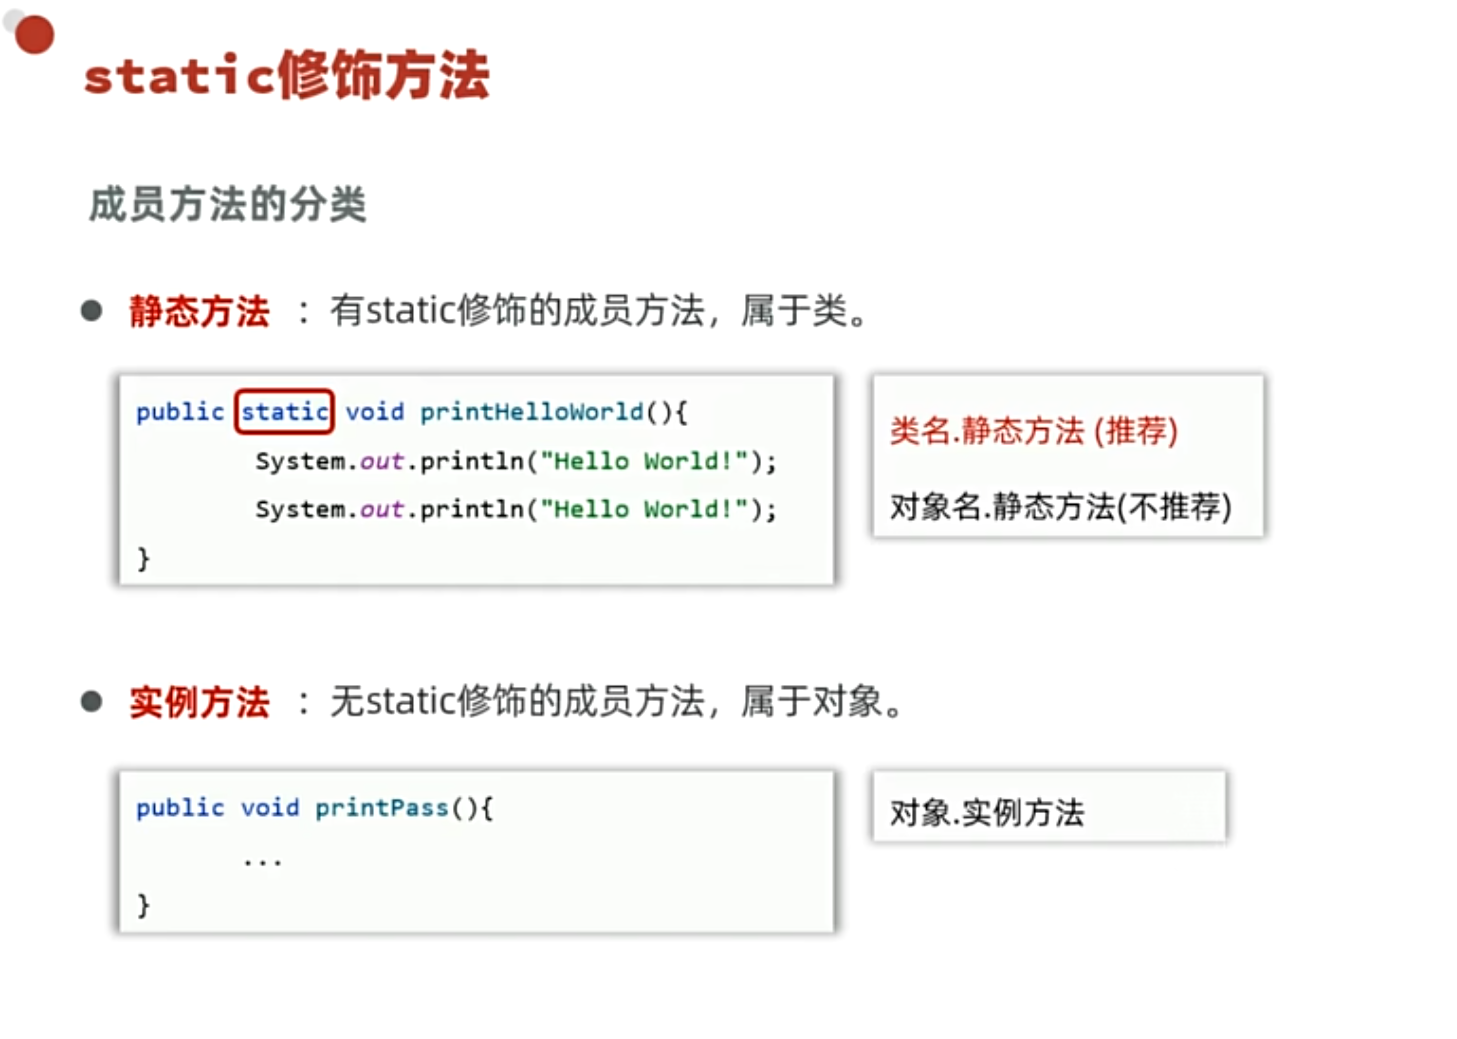 static修饰方法
成员方法的分类
静态方法 ： 有static修饰的成员方法，属于类。
public static void printHelloWorld(){
System.out.println("Hello World!");
System.out.println("Hello World!");
}
类名.静态方法 (推荐)
对象名.静态方法(不推荐)
实例方法 ： 无static修饰的成员方法，属于对象。
public void printPass(){
...
}
对象.实例方法